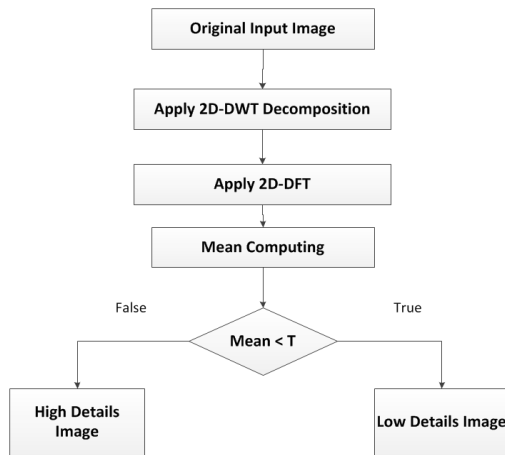 Original Input Image
Apply 2D-DWT Decomposition
Apply 2D-DFT
Mean Computing
False
True
Mean < T
High Details
Image
Low Details Image